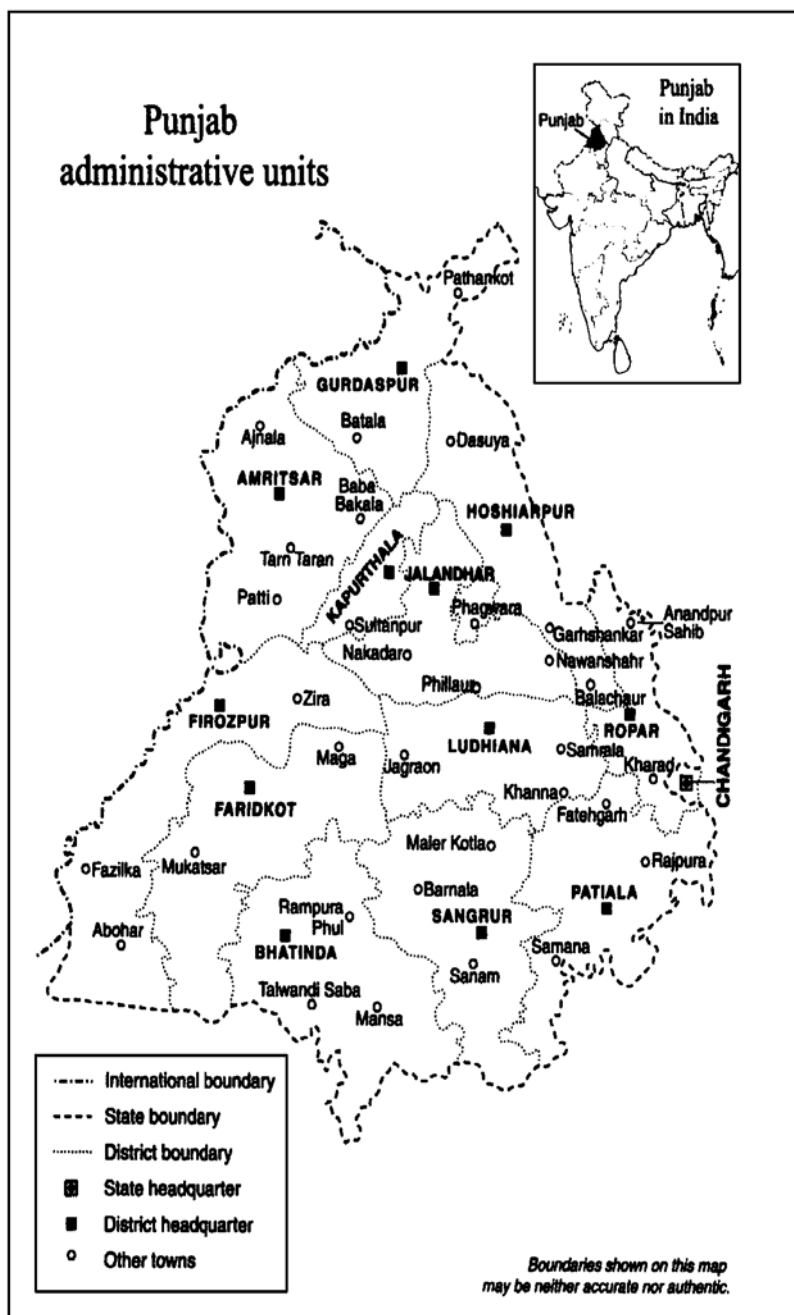 Punjab
administrative units
Punjab
in India
Punjab
Pathankot
GURDASPUR
Batala
Ajnala
Dasuya
AMRITSAR
Baba
Bakala
HOSHIARPUR
Tarn Taran
KAPURTHALA
JALANDHAR
Patti
Sultanpur
Phagwara
Garhshankar
Anandpur
Sahib
Nakadar
Nawanshahr
Phillaur
Balachaur
Zira
FIROZPUR
LUDHIANA
ROPAR
CHANDIGARH
Maga
Jagraon
Samrala
Kharad
FARIDKOT
Khanna
Fatehgarh
Maler Kotla
Mukatsar
Fazilka
Rajpura
Barnala
PATIALA
Rampura
Phul
SANGRUR
BHATINDA
Abohar
Samana
Sanam
Talwandi Saba
Mansa
International boundary
State boundary
District boundary
State headquarter
District headquarter
Other towns
Boundaries shown on this map
may be neither accurate nor authentic.